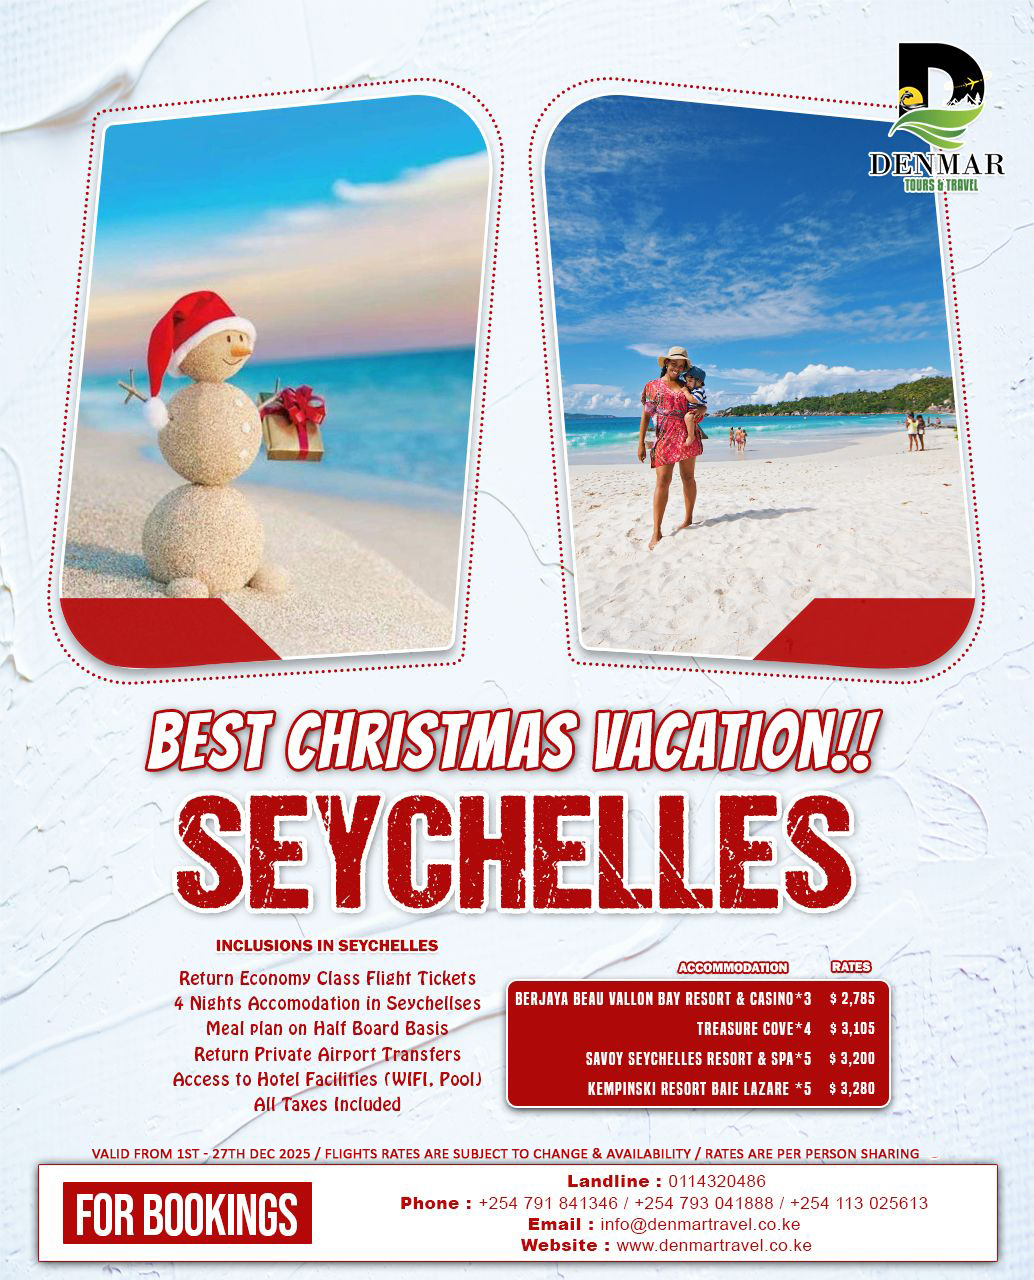 DENMAR
TOURS & TRAVEL
BEST CHRISTMAS VACATION!!
SEYCHELLES
INCLUSIONS IN SEYCHELLES
Return Economy Class Flight Tickets
4 Nights Accomodation in Seychellses
Meal plan on Half Board Basis
Return Private Airport Transfers
Access to Hotel Facilities (WIFI, Pool)
All Taxes Included
ACCOMMODATION RATES
BERJAYA BEAU VALLON BAY RESORT & CASINO*3 $ 2,785
TREASURE COVE*4 $ 3,105
SAVOY SEYCHELLES RESORT & SPA*5 $ 3,200
KEMPINSKI RESORT BAIE LAZARE *5 $ 3,280
VALID FROM 1ST - 27TH DEC 2025 / FLIGHTS RATES ARE SUBJECT TO CHANGE & AVAILABILITY / RATES ARE PER PERSON SHARING
FOR BOOKINGS
Landline : 0114320486
Phone : +254 791 841346 / +254 793 041888 / +254 113 025613
Email : info@denmartravel.co.ke
Website : www.denmartravel.co.ke